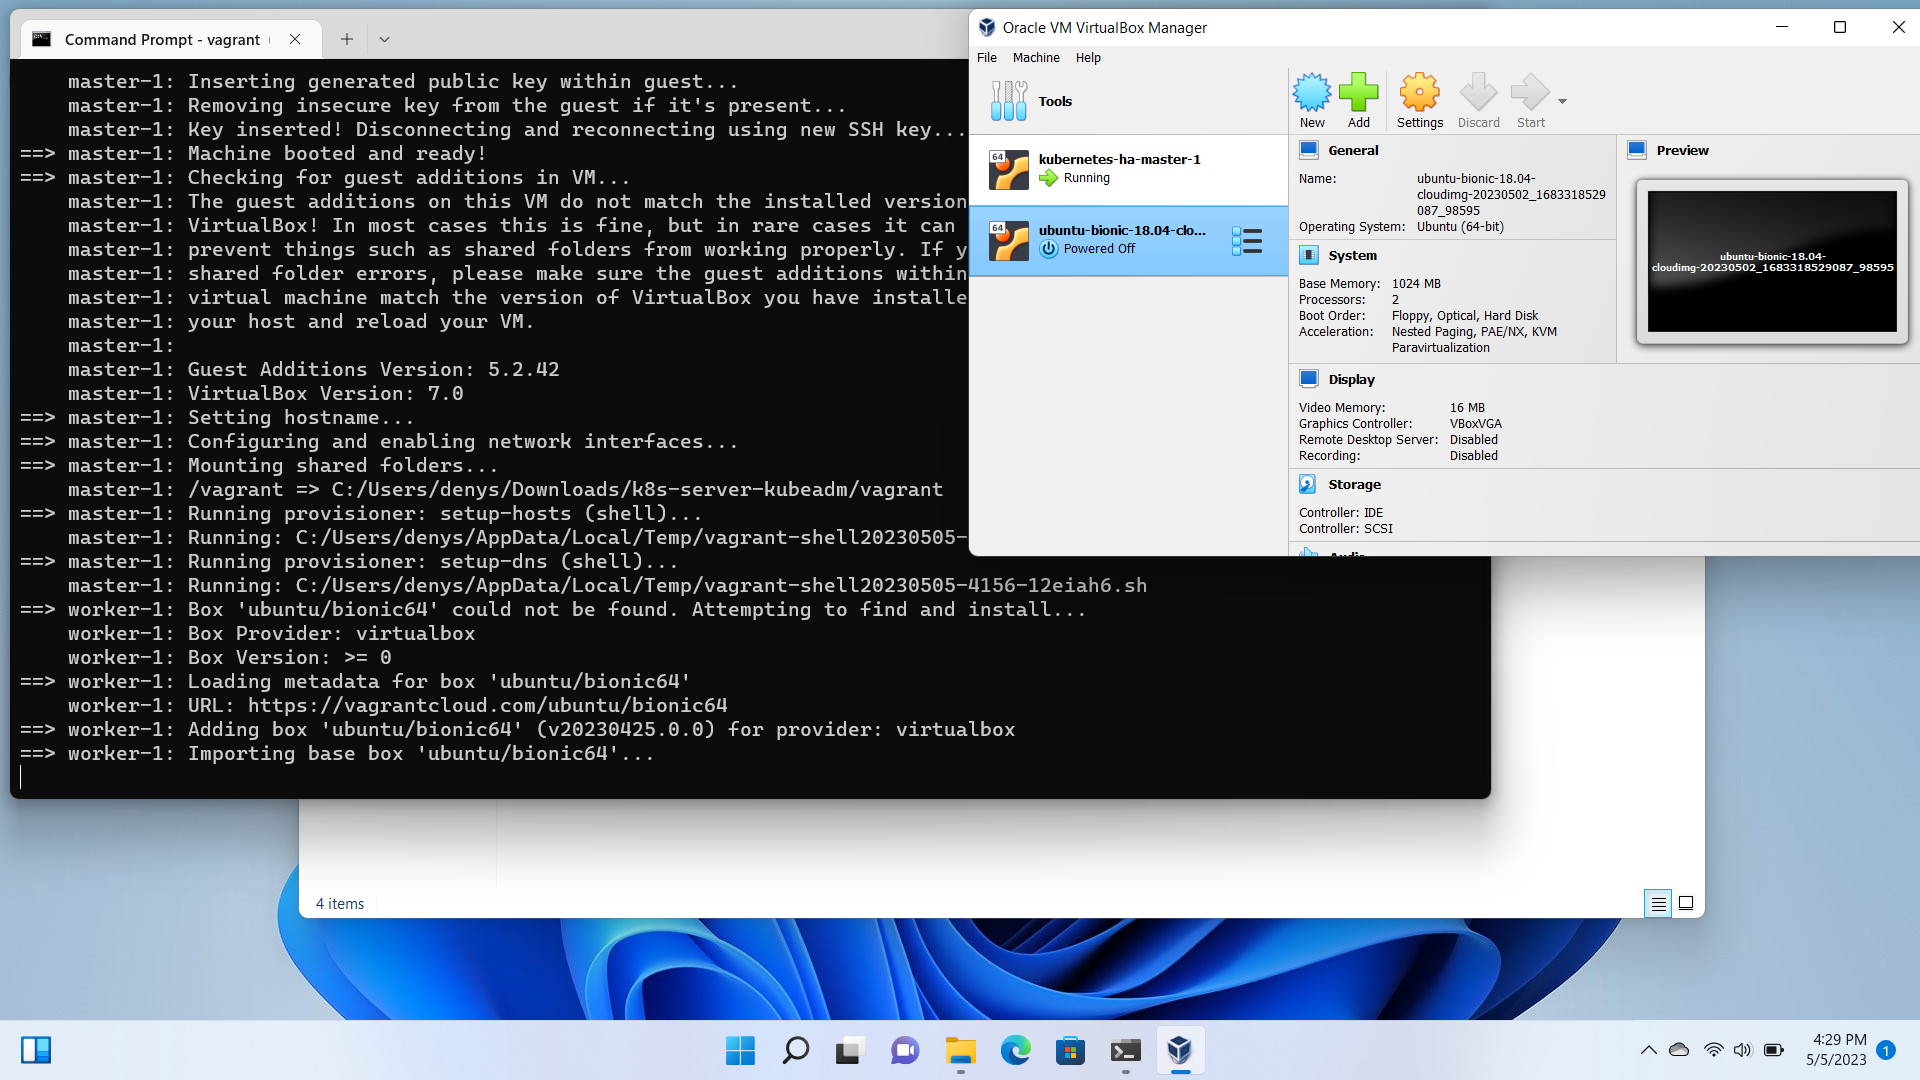 Command Prompt - vagrant
master-1: Inserting generated public key within guest...
master-1: Removing insecure key from the guest if it's present...
master-1: Key inserted! Disconnecting and reconnecting using new SSH key...
==> master-1: Machine booted and ready!
==> master-1: Checking for guest additions in VM...
master-1: The guest additions on this VM do not match the installed version
master-1: VirtualBox! In most cases this is fine, but in rare cases it can
master-1: prevent things such as shared folders from working properly. If y
master-1: shared folder errors, please make sure the guest additions within
master-1: virtual machine match the version of VirtualBox you have installe
master-1: your host and reload your VM.
master-1:
master-1: Guest Additions Version: 5.2.42
master-1: VirtualBox Version: 7.0
==> master-1: Setting hostname...
==> master-1: Configuring and enabling network interfaces...
==> master-1: Mounting shared folders...
master-1: /vagrant => C:/Users/denys/Downloads/k8s-server-kubeadm/vagrant
==> master-1: Running provisioner: setup-hosts (shell)...
master-1: Running: C:/Users/denys/AppData/Local/Temp/vagrant-shell20230505-
==> master-1: Running provisioner: setup-dns (shell)...
master-1: Running: C:/Users/denys/AppData/Local/Temp/vagrant-shell20230505-4156-12eiah6.sh
==> worker-1: Box 'ubuntu/bionic64' could not be found. Attempting to find and install...
worker-1: Box Provider: virtualbox
worker-1: Box Version: >= 0
==> worker-1: Loading metadata for box 'ubuntu/bionic64'
worker-1: URL: https://vagrantcloud.com/ubuntu/bionic64
==> worker-1: Adding box 'ubuntu/bionic64' (v20230425.0.0) for provider: virtualbox
==> worker-1: Importing base box 'ubuntu/bionic64'...
Oracle VM VirtualBox Manager
File Machine Help
Tools
New Add Settings Discard Start
64
kubernetes-ha-master-1
Running
64
ubuntu-bionic-18.04-clo...
Powered Off
General
Name: ubuntu-bionic-18.04-
cloudimg-20230502_1683318529
087_98595
Operating System: Ubuntu (64-bit)
System
Base Memory: 1024 MB
Processors: 2
Boot Order: Floppy, Optical, Hard Disk
Acceleration: Nested Paging, PAE/NX, KVM
Paravirtualization
Preview
ubuntu-bionic-18.04-
cloudimg-20230502_1683318529087_98595
Display
Video Memory: 16 MB
Graphics Controller: VBoxVGA
Remote Desktop Server: Disabled
Recording: Disabled
Storage
Controller: IDE
Controller: SCSI
Audio
4 items
4:29 PM
5/5/2023
1